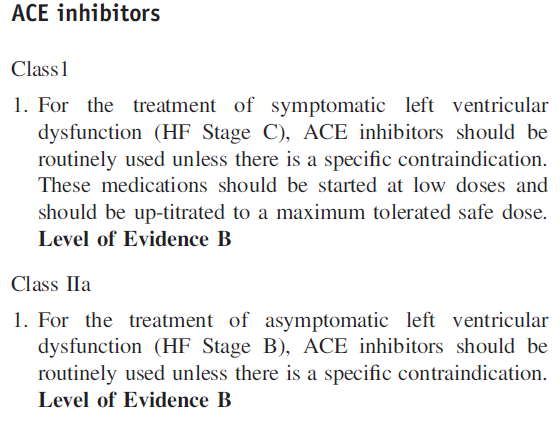 ACE inhibitors
Class1
1. For the treatment of symptomatic left ventricular
dysfunction (HF Stage C), ACE inhibitors should be
routinely used unless there is a specific contraindication.
These medications should be started at low doses and
should be up-titrated to a maximum tolerated safe dose.
Level of Evidence B
Class IIa
1. For the treatment of asymptomatic left ventricular
dysfunction (HF Stage B), ACE inhibitors should be
routinely used unless there is a specific contraindication.
Level of Evidence B